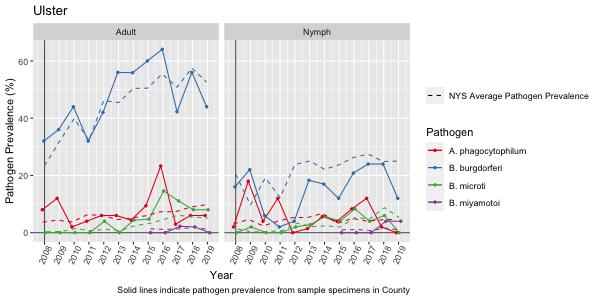 Ulster
Adult
Nymph
Pathogen Prevalence (%)
60
40
20
0
2008
2009
2010
2011
2012
2013
2014
2015
2016
2017
2018
2019
2008
2009
2010
2011
2012
2013
2014
2015
2016
2017
2018
2019
Year
Solid lines indicate pathogen prevalence from sample specimens in County
NYS Average Pathogen Prevalence
Pathogen
A. phagocytophilum
B. burgdorferi
B. microti
B. miyamotoi